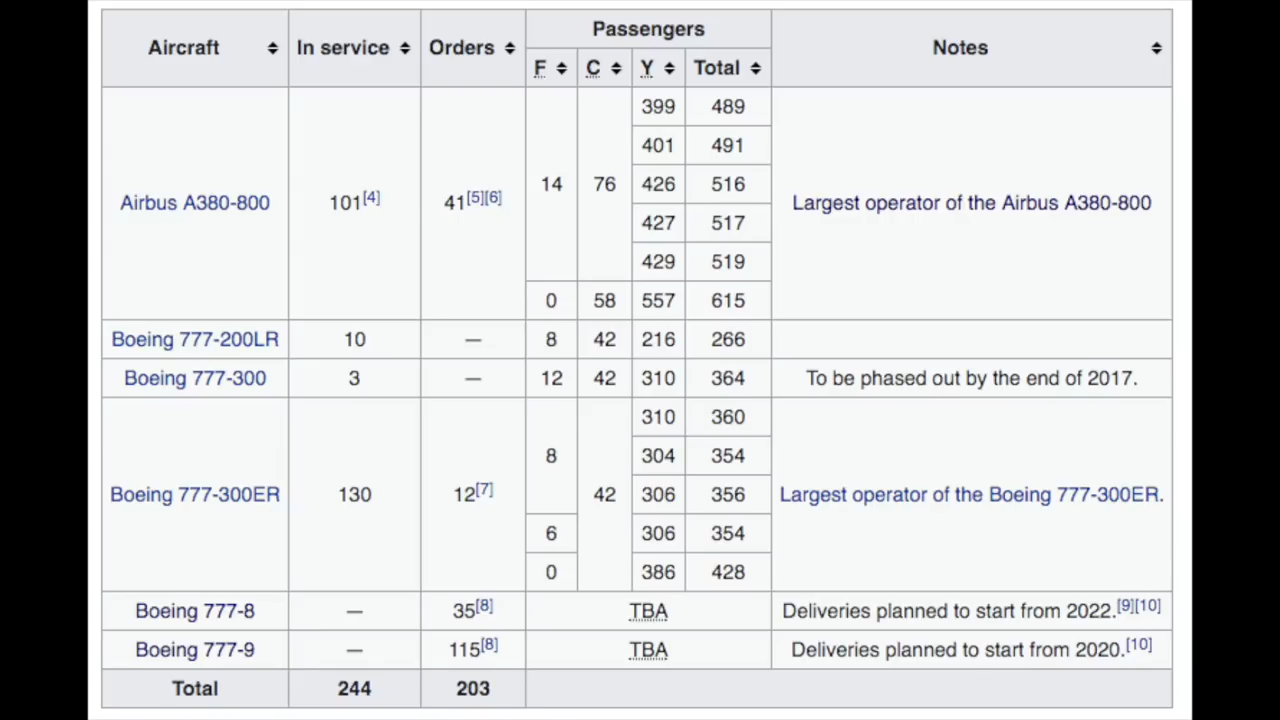 Aircraft In service Orders Passengers Notes
F C Y Total
Airbus A380-800 101[4] 41[5][6] 14 76 399 489 Largest operator of the Airbus A380-800
401 491
426 516
427 517
429 519
0 58 557 615
Boeing 777-200LR 10 — 8 42 216 266
Boeing 777-300 3 — 12 42 310 364 To be phased out by the end of 2017.
Boeing 777-300ER 130 12[7] 8 42 310 360 Largest operator of the Boeing 777-300ER.
304 354
306 356
6 306 354
0 386 428
Boeing 777-8 — 35[8] TBA Deliveries planned to start from 2022.[9][10]
Boeing 777-9 — 115[8] TBA Deliveries planned to start from 2020.[10]
Total 244 203